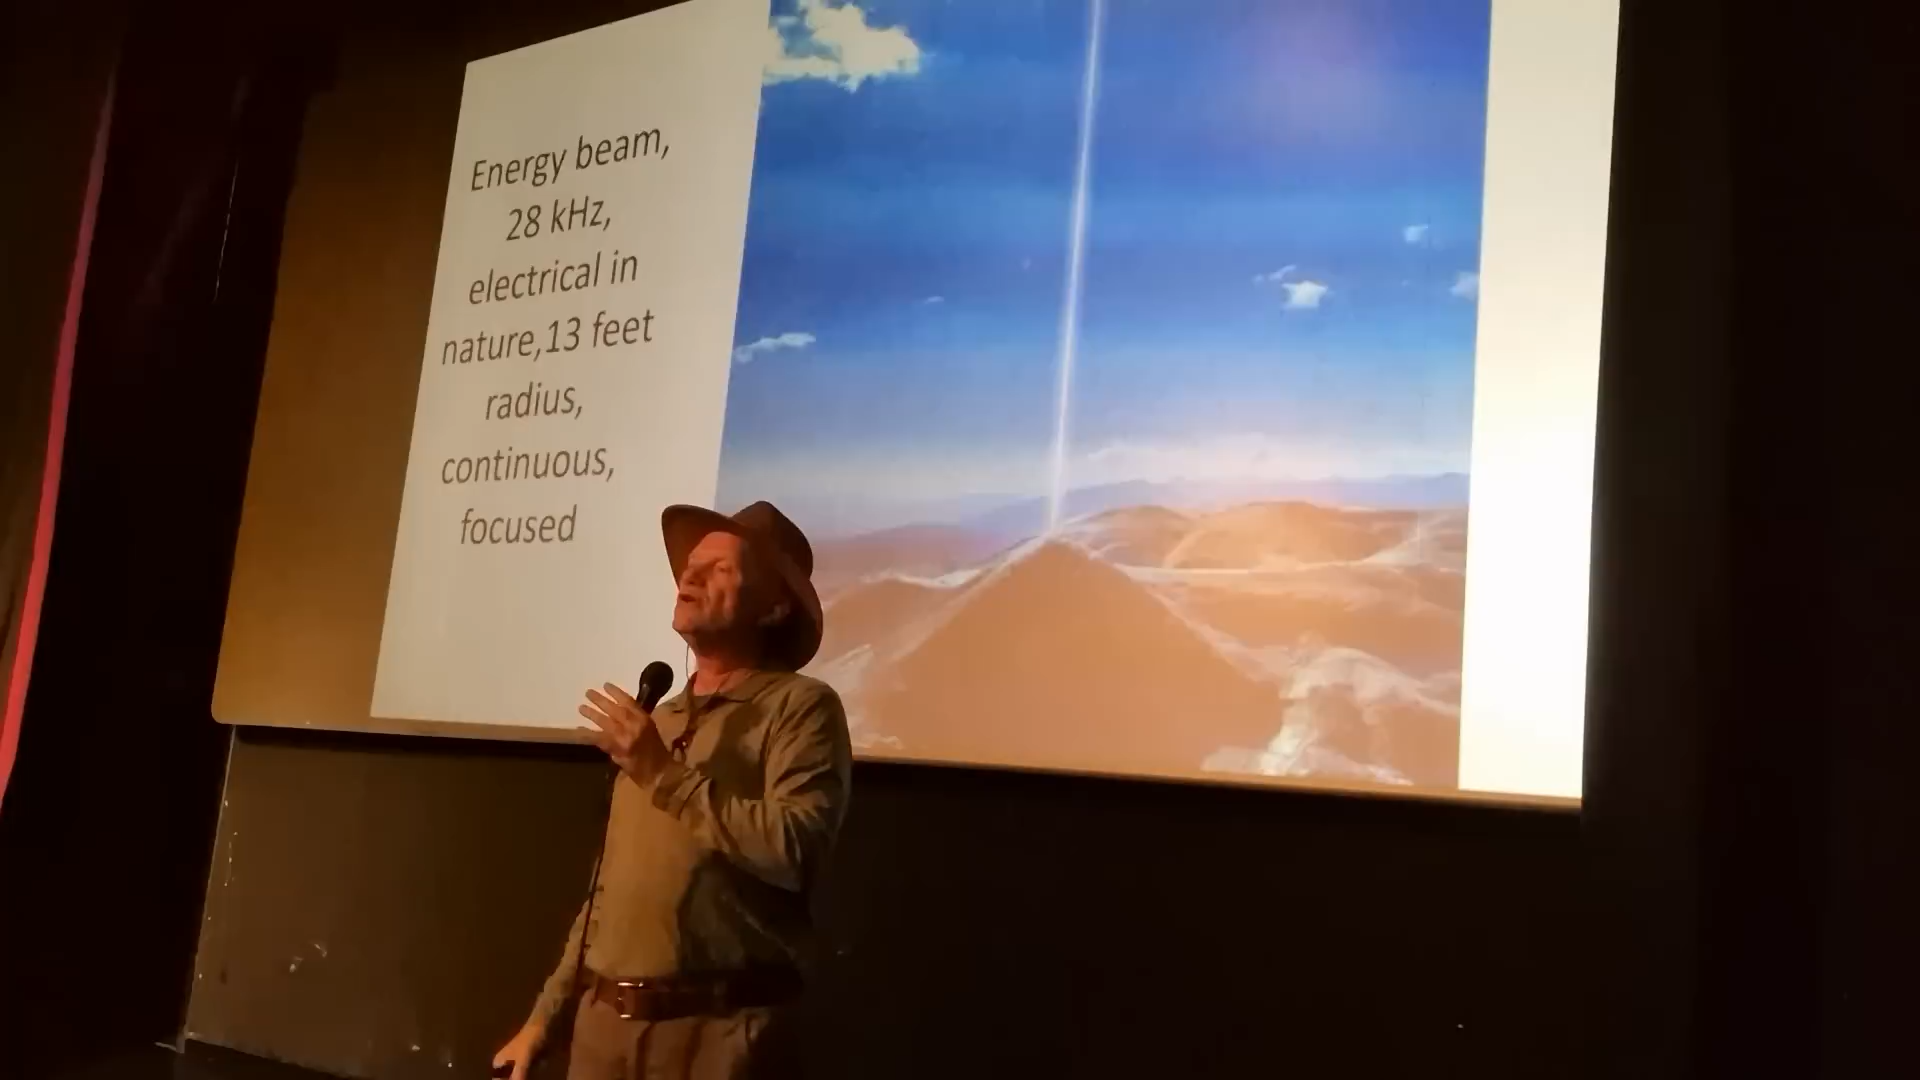 Energy beam,
28 kHz,
electrical in
nature,13 feet
radius,
continuous,
focused